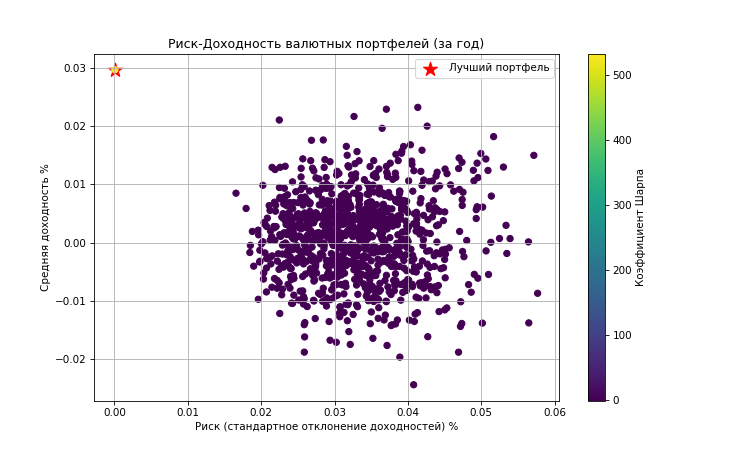 Риск-Доходность валютных портфелей (за год)
Лучший портфель
Средняя доходность %
0.03
0.02
0.01
0.00
−0.01
−0.02
0.00 0.01 0.02 0.03 0.04 0.05 0.06
Риск (стандартное отклонение доходностей) %
500
400
300
200
100
0
Коэффициент Шарпа